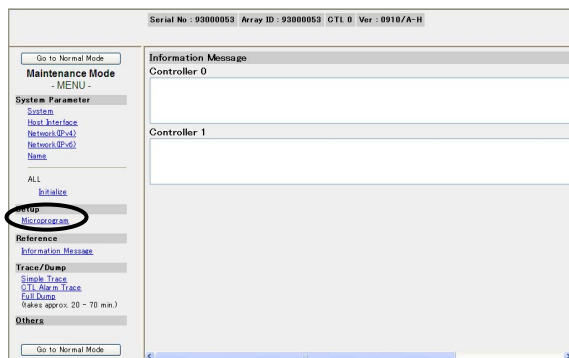 Serial No : 93000053 Array ID : 93000053 CTL 0 Ver : 0910/A-H
Go to Normal Mode
Maintenance Mode
- MENU -
System Parameter
System
Host Interface
Network(IPv4)
Network(IPv6)
Name
ALL
Initialize
Setup
Microprogram
Reference
Information Message
Trace/Dump
Simple Trace
CTL Alarm Trace
Full Dump
(takes approx. 20 - 70 min.)
Others
Go to Normal Mode
Information Message
Controller 0
Controller 1